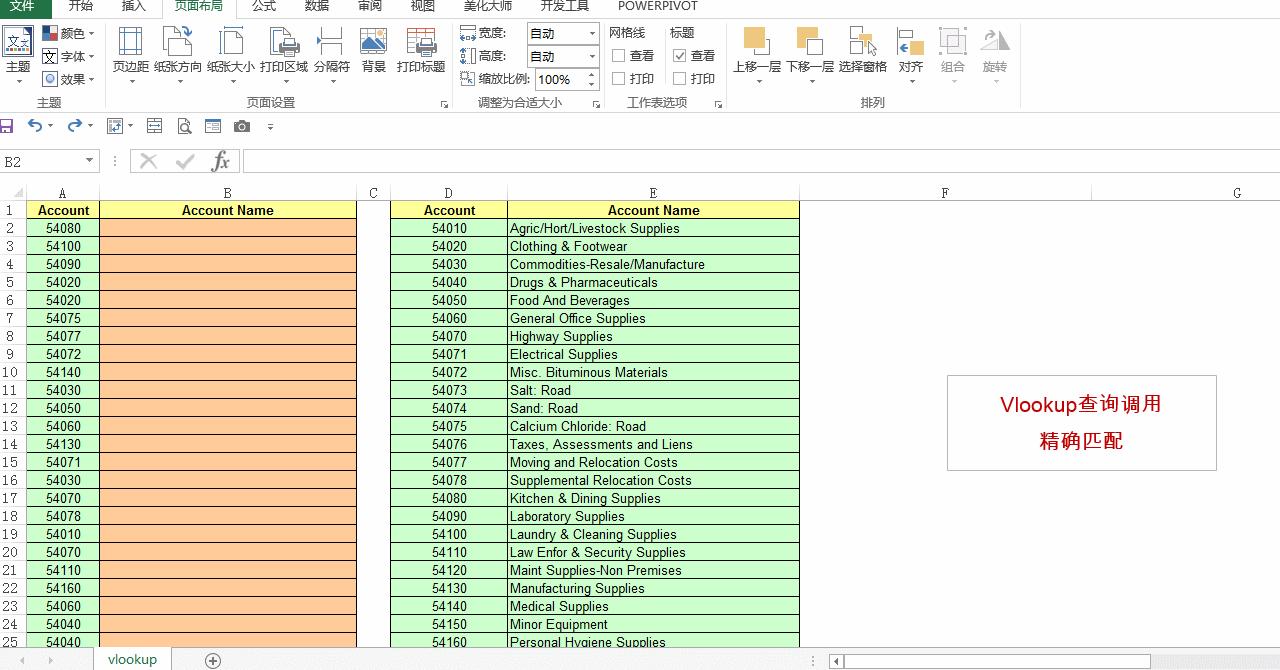 文件 开始 插入 页面布局 公式 数据 审阅 视图 美化大师 开发工具 POWERPIVOT
颜色 宽度: 自动 网格线 标题
文 字体 高度: 自动 查看 查看
主题 效果 页边距 纸张方向 纸张大小 打印区域 分隔符 背景 打印标题 缩放比例: 100% 打印 打印 上移一层 下移一层 选择窗格 对齐 组合 旋转
主题 页面设置 调整为合适大小 工作表选项 排列
B2 fx
A B C D E F G
1 Account Account Name Account Account Name
2 54080 54010 Agric/Hort/Livestock Supplies
3 54100 54020 Clothing & Footwear
4 54090 54030 Commodities-Resale/Manufacture
5 54020 54040 Drugs & Pharmaceuticals
6 54020 54050 Food And Beverages
7 54075 54060 General Office Supplies
8 54077 54070 Highway Supplies
9 54072 54071 Electrical Supplies
10 54140 54072 Misc. Bituminous Materials
11 54030 54073 Salt: Road
12 54050 54074 Sand: Road
13 54060 54075 Calcium Chloride: Road
14 54130 54076 Taxes, Assessments and Liens
15 54071 54077 Moving and Relocation Costs
16 54030 54078 Supplemental Relocation Costs
17 54070 54080 Kitchen & Dining Supplies
18 54078 54090 Laboratory Supplies
19 54010 54100 Laundry & Cleaning Supplies
20 54070 54110 Law Enfor & Security Supplies
21 54110 54120 Maint Supplies-Non Premises
22 54160 54130 Manufacturing Supplies
23 54060 54140 Medical Supplies
24 54040 54150 Minor Equipment
25 54040 54160 Personal Hygiene Supplies
Vlookup查询调用
精确匹配
vlookup